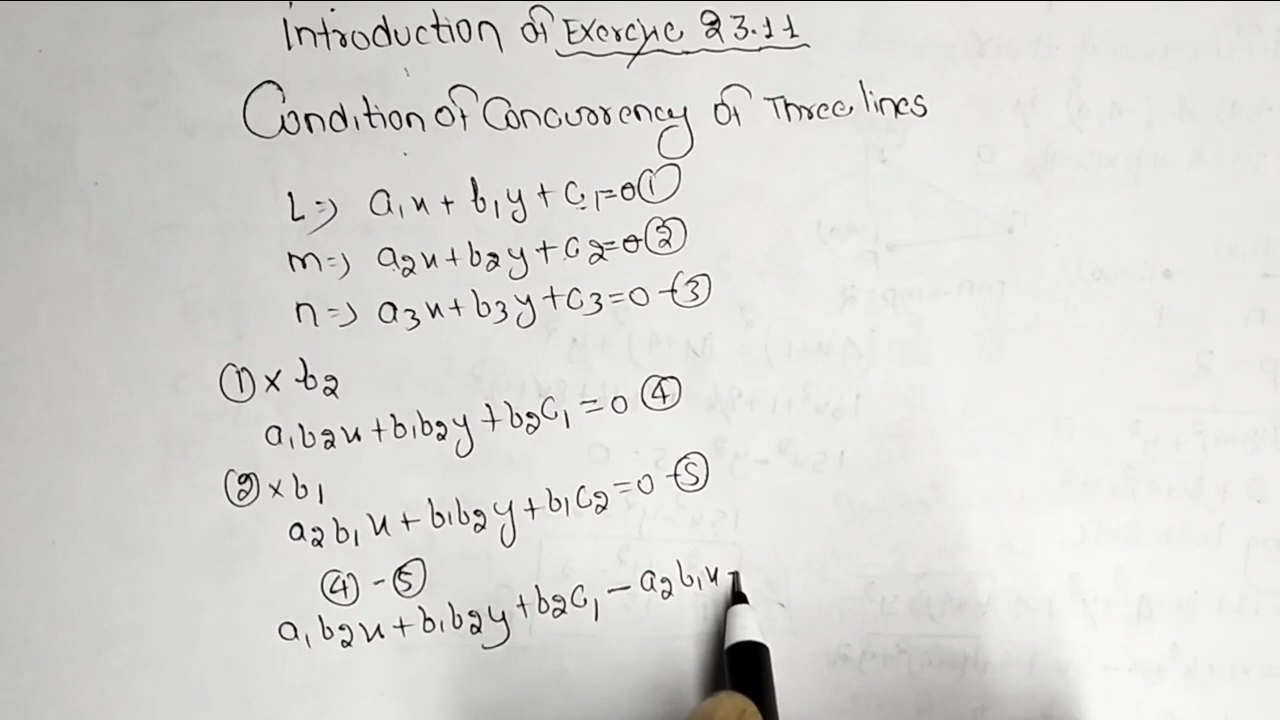 Introduction of Exercise 23.11
Condition of Concurrency of Three lines
L => a₁x + b₁y + c₁=0 ①
m => a₂x+b₂y+c₂=0 ②
n => a₃x+b₃y+c₃=0 - ③
① × b₂
a₁b₂x+b₁b₂y+b₂c₁ =0 ④
② × b₁
a₂b₁x+b₁b₂y+b₁c₂=0 - ⑤
④ - ⑤
a₁b₂x+b₁b₂y+b₂c₁ - a₂b₁x -